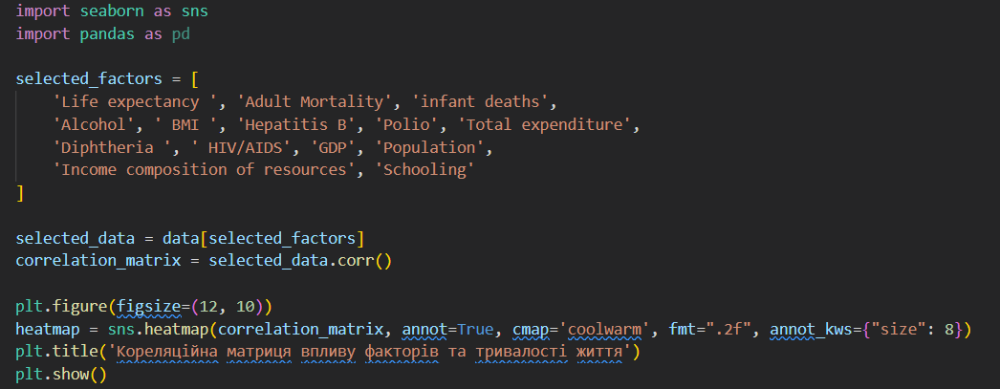 import seaborn as sns
import pandas as pd
selected_factors = [
'Life expectancy ', 'Adult Mortality', 'infant deaths',
'Alcohol', ' BMI ', 'Hepatitis B', 'Polio', 'Total expenditure',
'Diphtheria ', ' HIV/AIDS', 'GDP', 'Population',
'Income composition of resources', 'Schooling'
]
selected_data = data[selected_factors]
correlation_matrix = selected_data.corr()
plt.figure(figsize=(12, 10))
heatmap = sns.heatmap(correlation_matrix, annot=True, cmap='coolwarm', fmt=".2f", annot_kws={"size": 8})
plt.title('Кореляційна матриця впливу факторів та тривалості життя')
plt.show()